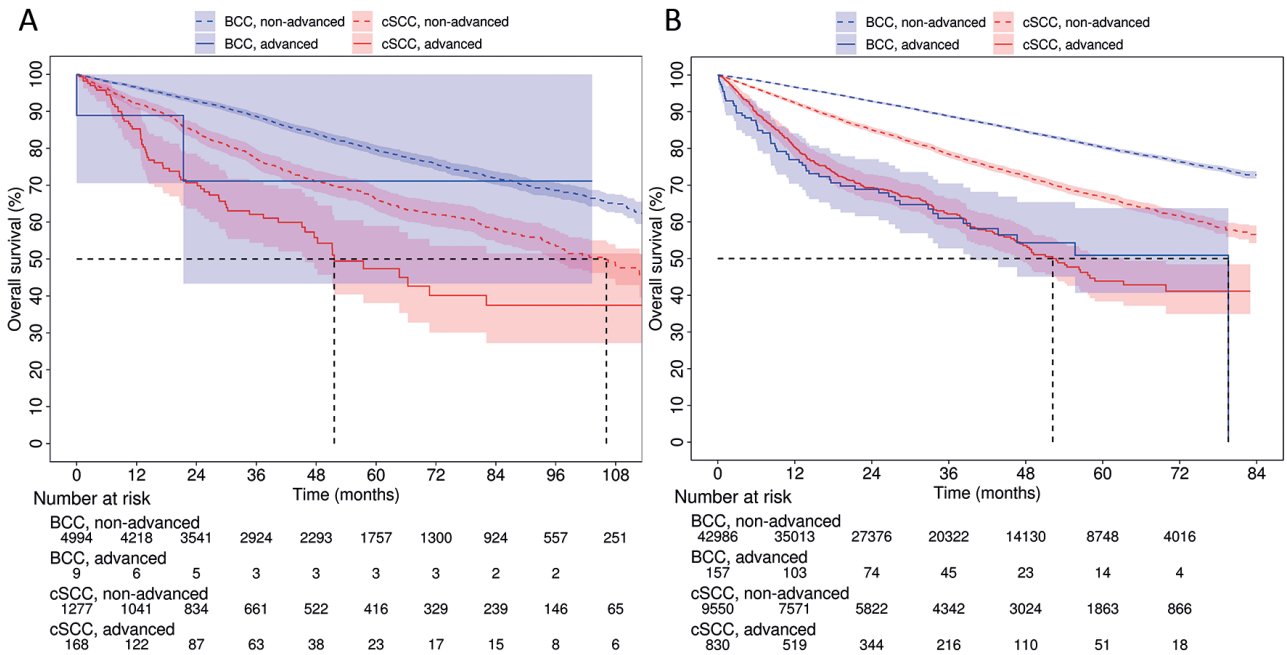 A
BCC, non-advanced cSCC, non-advanced
BCC, advanced cSCC, advanced
Overall survival (%)
100
90
80
70
60
50
40
30
20
10
0
0 12 24 36 48 60 72 84 96 108
Time (months)
Number at risk
BCC, non-advanced
4994 4218 3541 2924 2293 1757 1300 924 557 251
BCC, advanced
9 6 5 3 3 3 3 2 2
cSCC, non-advanced
1277 1041 834 661 522 416 329 239 146 65
cSCC, advanced
168 122 87 63 38 23 17 15 8 6
B
BCC, non-advanced cSCC, non-advanced
BCC, advanced cSCC, advanced
Overall survival (%)
100
90
80
70
60
50
40
30
20
10
0
0 12 24 36 48 60 72 84
Time (months)
Number at risk
BCC, non-advanced
42986 35013 27376 20322 14130 8748 4016
BCC, advanced
157 103 74 45 23 14 4
cSCC, non-advanced
9550 7571 5822 4342 3024 1863 866
cSCC, advanced
830 519 344 216 110 51 18